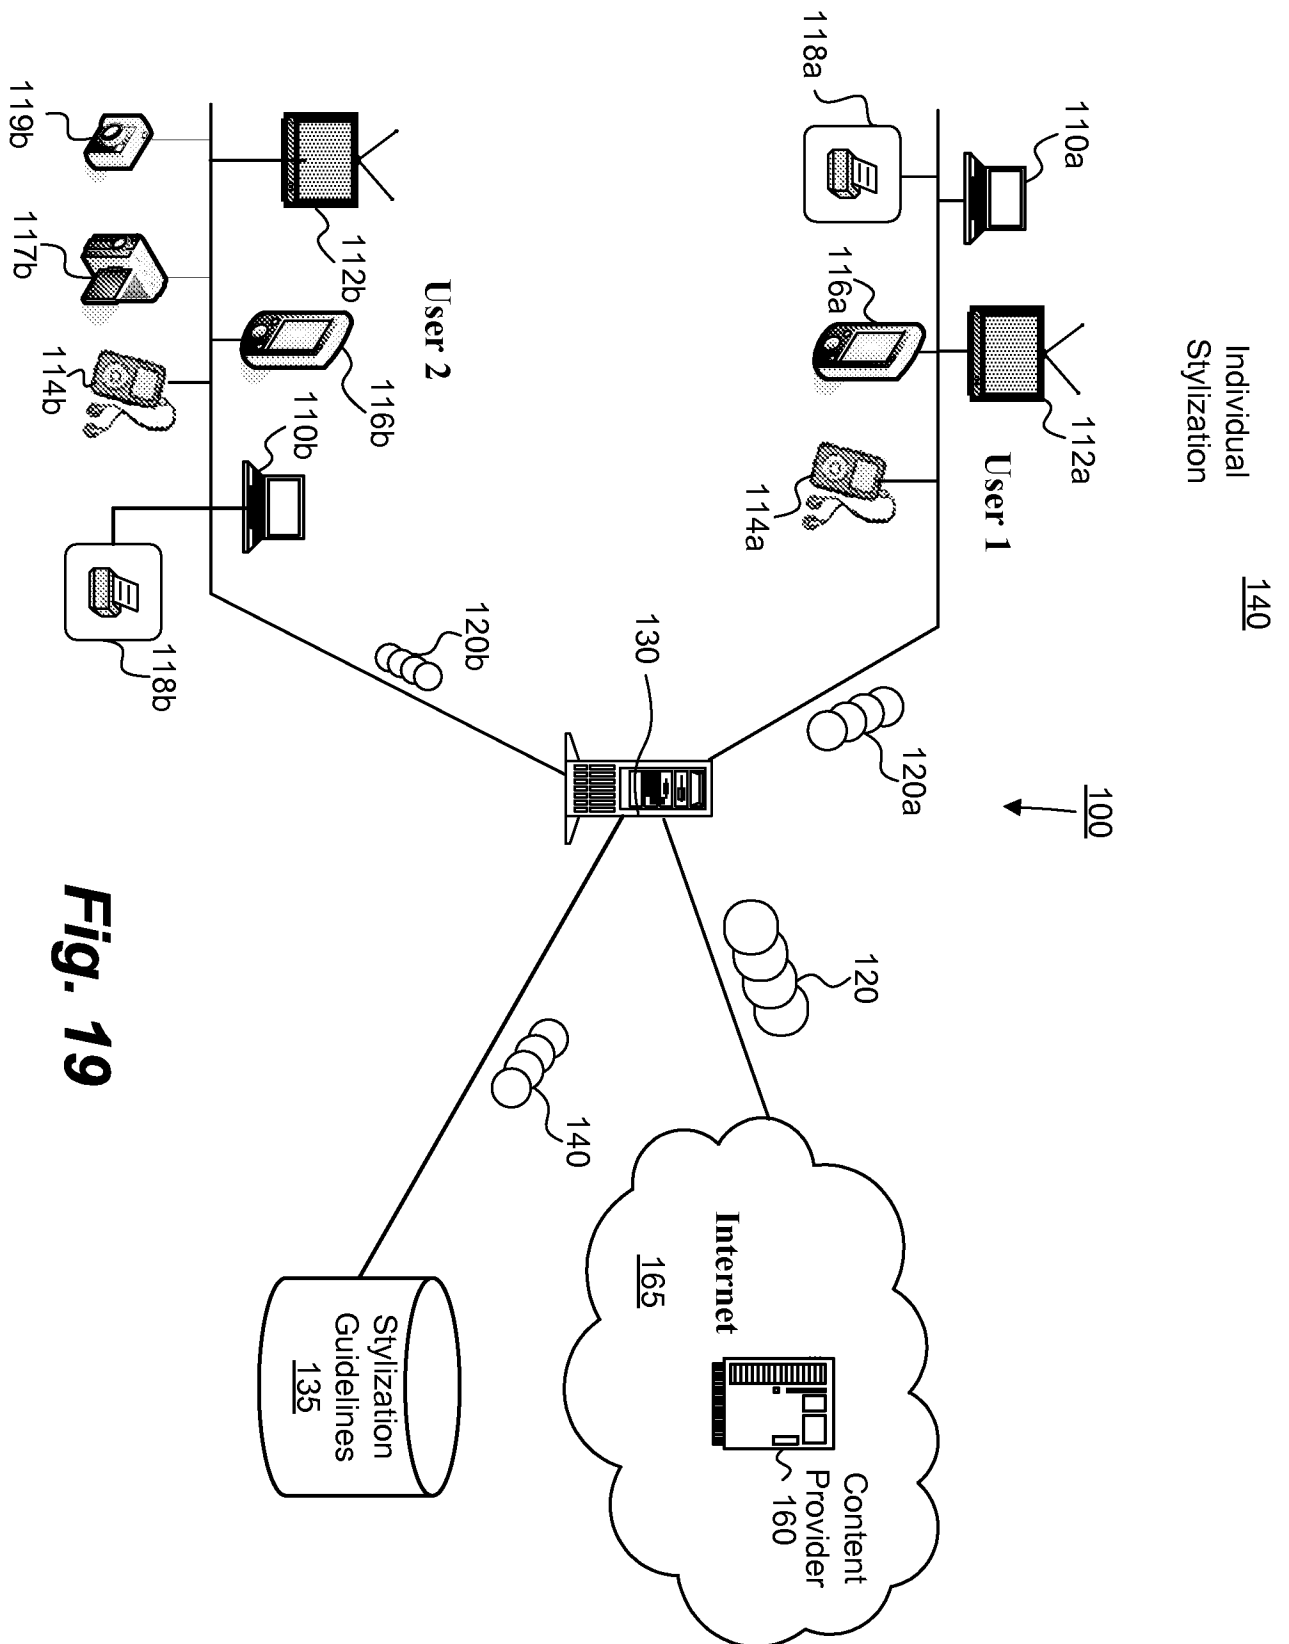 Individual
Stylization
140
100
110a
118a
112a
116a
User 1
114a
120a
130
120b
User 2
112b
116b
110b
119b
117b
114b
118b
120
140
Internet
165
Content
Provider
160
Stylization
Guidelines
135
Fig. 19